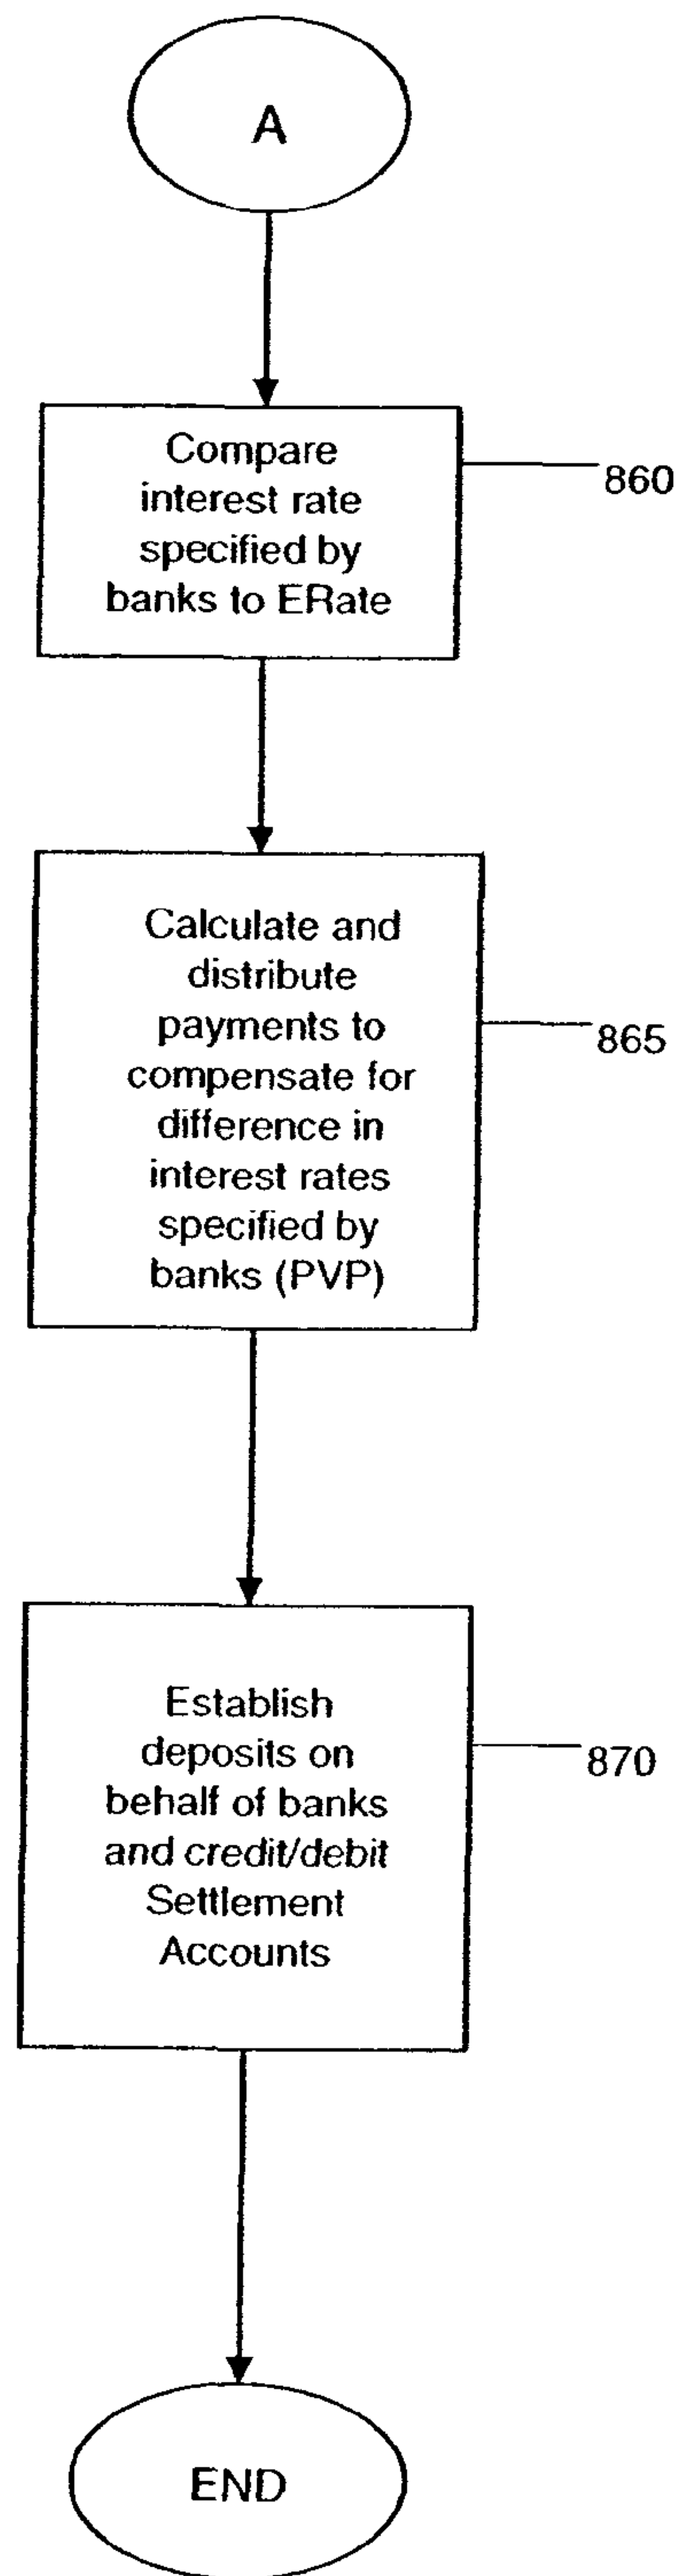 A
Compare
interest rate
specified by
banks to ERate
860
Calculate and
distribute
payments to
compensate for
difference in
interest rates
specified by
banks (PVP)
865
Establish
deposits on
behalf of banks
and credit/debit
Settlement
Accounts
870
END